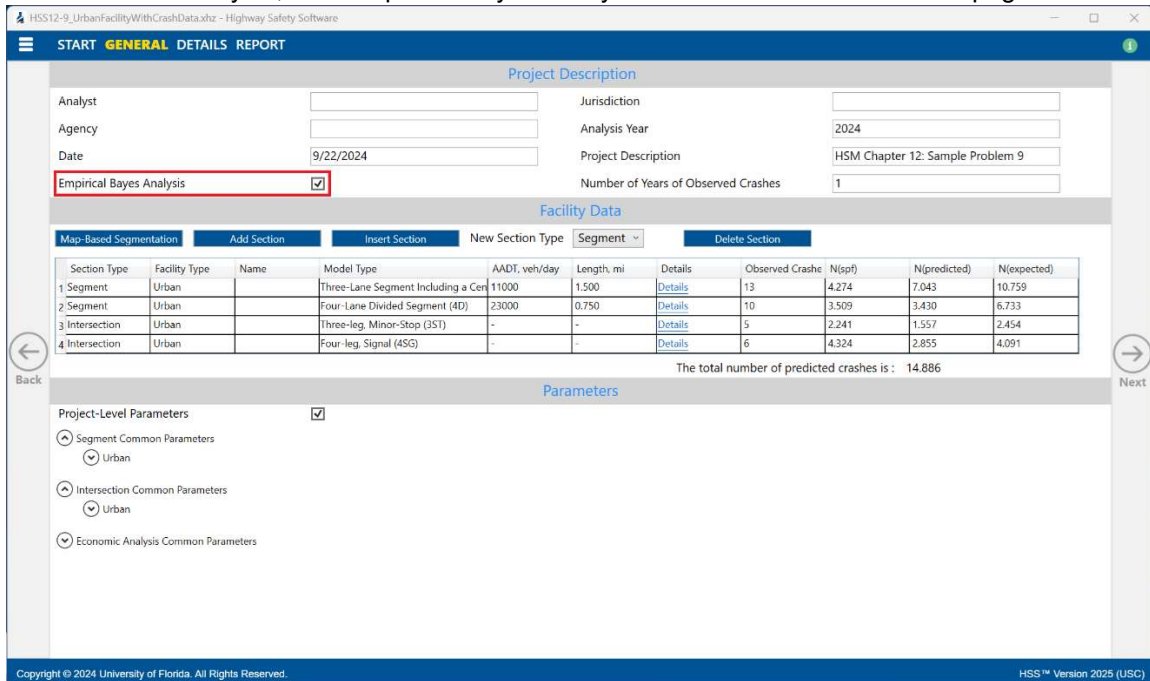 HSS12-9_UrbanFacilityWithCrashData.xhz - Highway Safety Software
START GENERAL DETAILS REPORT
Project Description
Analyst Jurisdiction
Agency Analysis Year 2024
Date 9/22/2024 Project Description HSM Chapter 12: Sample Problem 9
Empirical Bayes Analysis Number of Years of Observed Crashes 1
Facility Data
Map-Based Segmentation Add Section Insert Section New Section Type Segment Delete Section
Section Type Facility Type Name Model Type AADT, veh/day Length, mi Details Observed Crashe N(spf) N(predicted) N(expected)
1 Segment Urban Three-Lane Segment Including a Cen 11000 1.500 Details 13 4.274 7.043 10.759
2 Segment Urban Four-Lane Divided Segment (4D) 23000 0.750 Details 10 3.509 3.430 6.733
3 Intersection Urban Three-leg, Minor-Stop (3ST) - - Details 5 2.241 1.557 2.454
4 Intersection Urban Four-leg, Signal (4SG) - - Details 6 4.324 2.855 4.091
The total number of predicted crashes is : 14.886
Back
Next
Parameters
Project-Level Parameters
Segment Common Parameters
Urban
Intersection Common Parameters
Urban
Economic Analysis Common Parameters
Copyright © 2024 University of Florida. All Rights Reserved. HSS™ Version 2025 (USC)